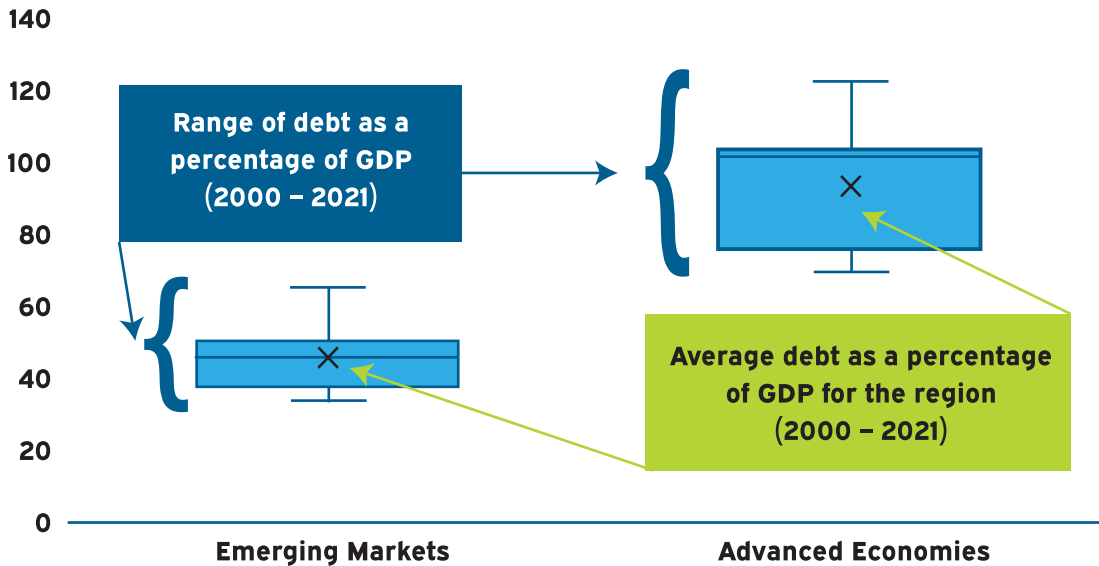 140
120
100
80
60
40
20
0
Range of debt as a
percentage of GDP
(2000 – 2021)
Average debt as a percentage
of GDP for the region
(2000 – 2021)
Emerging Markets
Advanced Economies